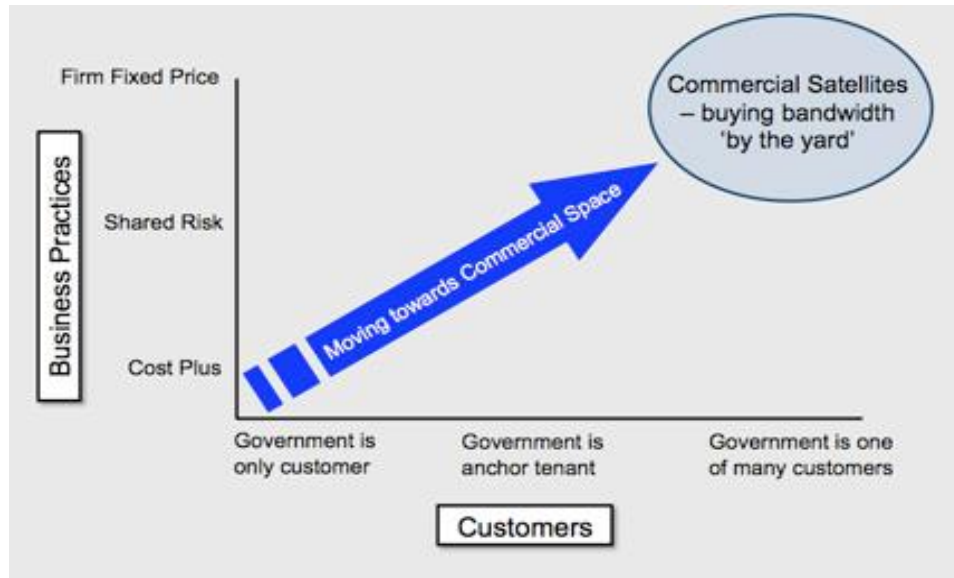 Firm Fixed Price
Commercial Satellites
– buying bandwidth
'by the yard'
Business Practices
Shared Risk
Moving towards Commercial Space
Cost Plus
Government is
only customer
Government is
anchor tenant
Government is one
of many customers
Customers